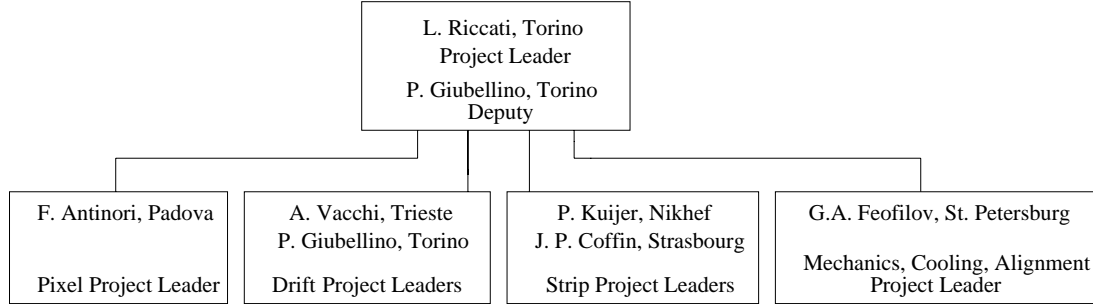 L. Riccati, Torino
Project Leader
P. Giubellino, Torino
Deputy
F. Antinori, Padova
Pixel Project Leader
A. Vacchi, Trieste
P. Giubellino, Torino
Drift Project Leaders
P. Kuijer, Nikhef
J. P. Coffin, Strasbourg
Strip Project Leaders
G.A. Feofilov, St. Petersburg
Mechanics, Cooling, Alignment
Project Leader